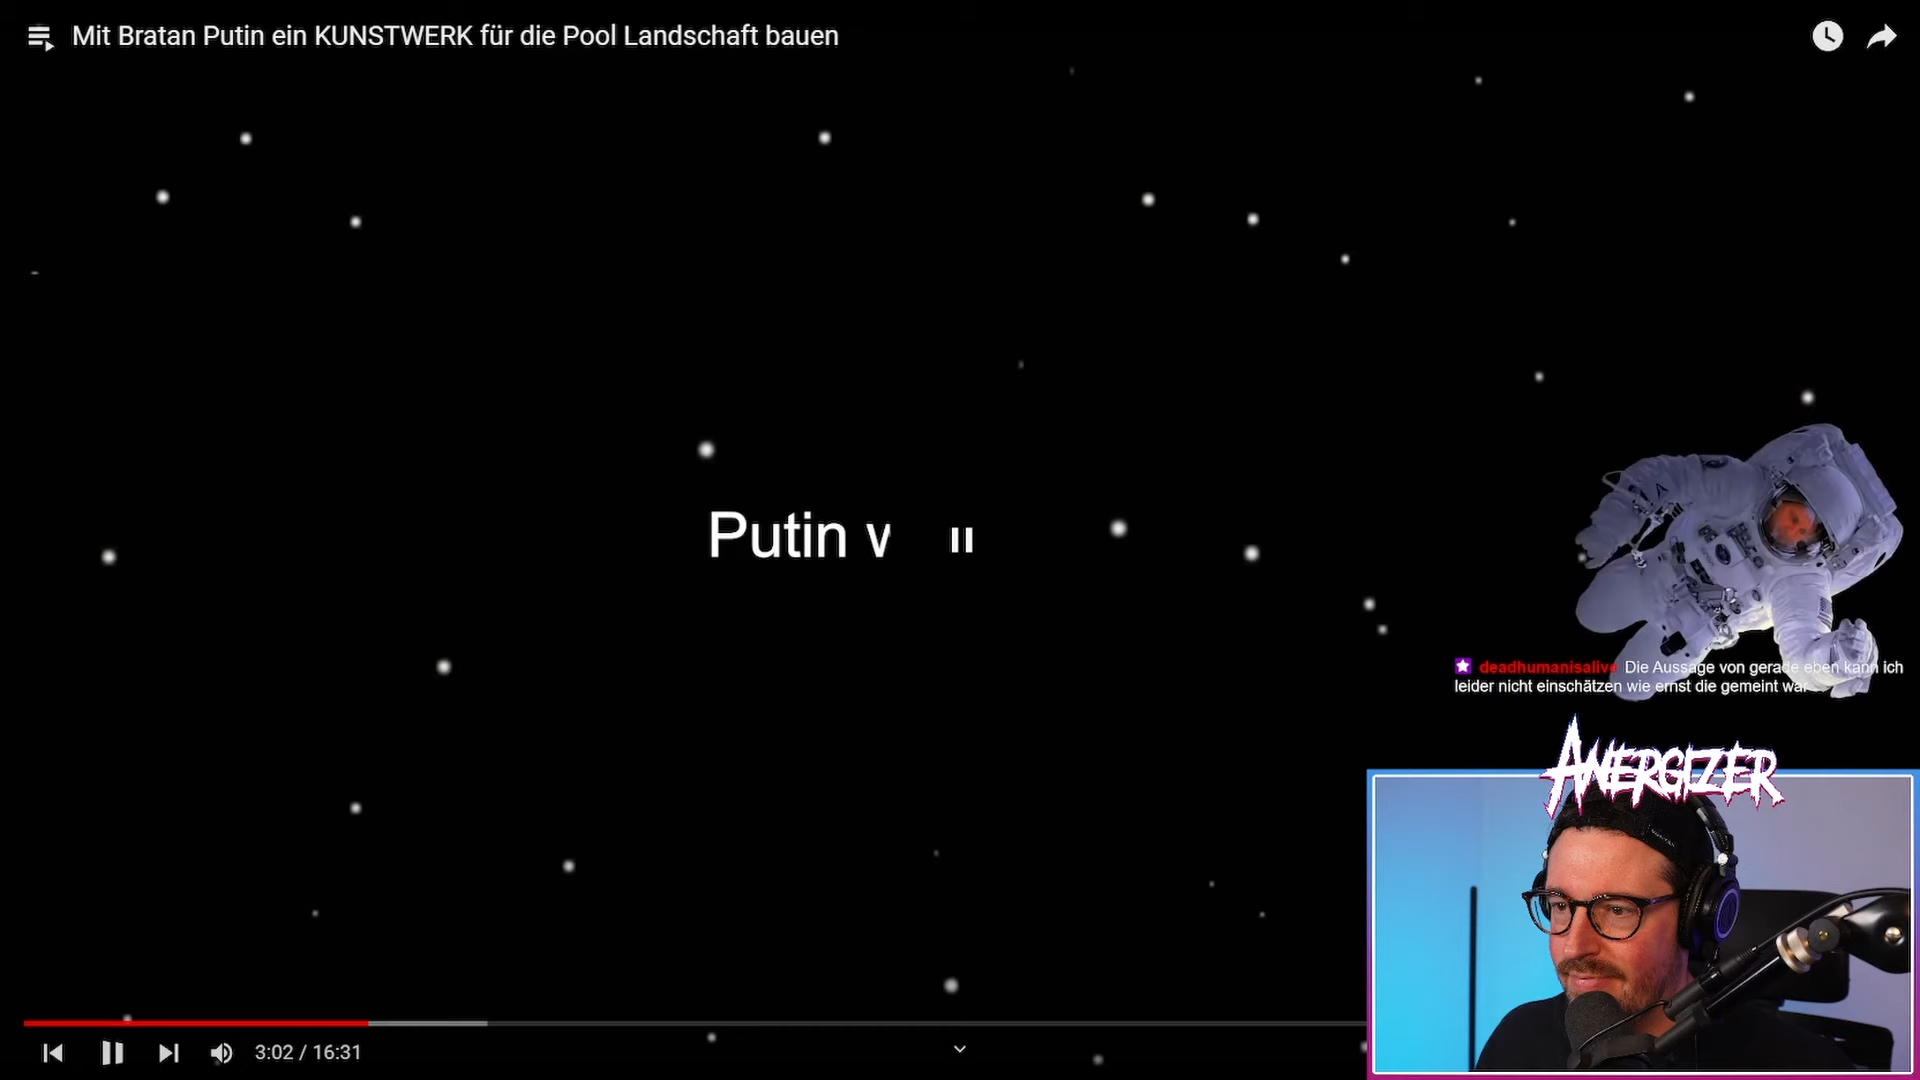 Mit Bratan Putin ein KUNSTWERK für die Pool Landschaft bauen
Putin v
deadhumanisalive Die Aussage von gerade eben kann ich
leider nicht einschätzen wie ernst die gemeint war
ANERGIZER
3:02 / 16:31